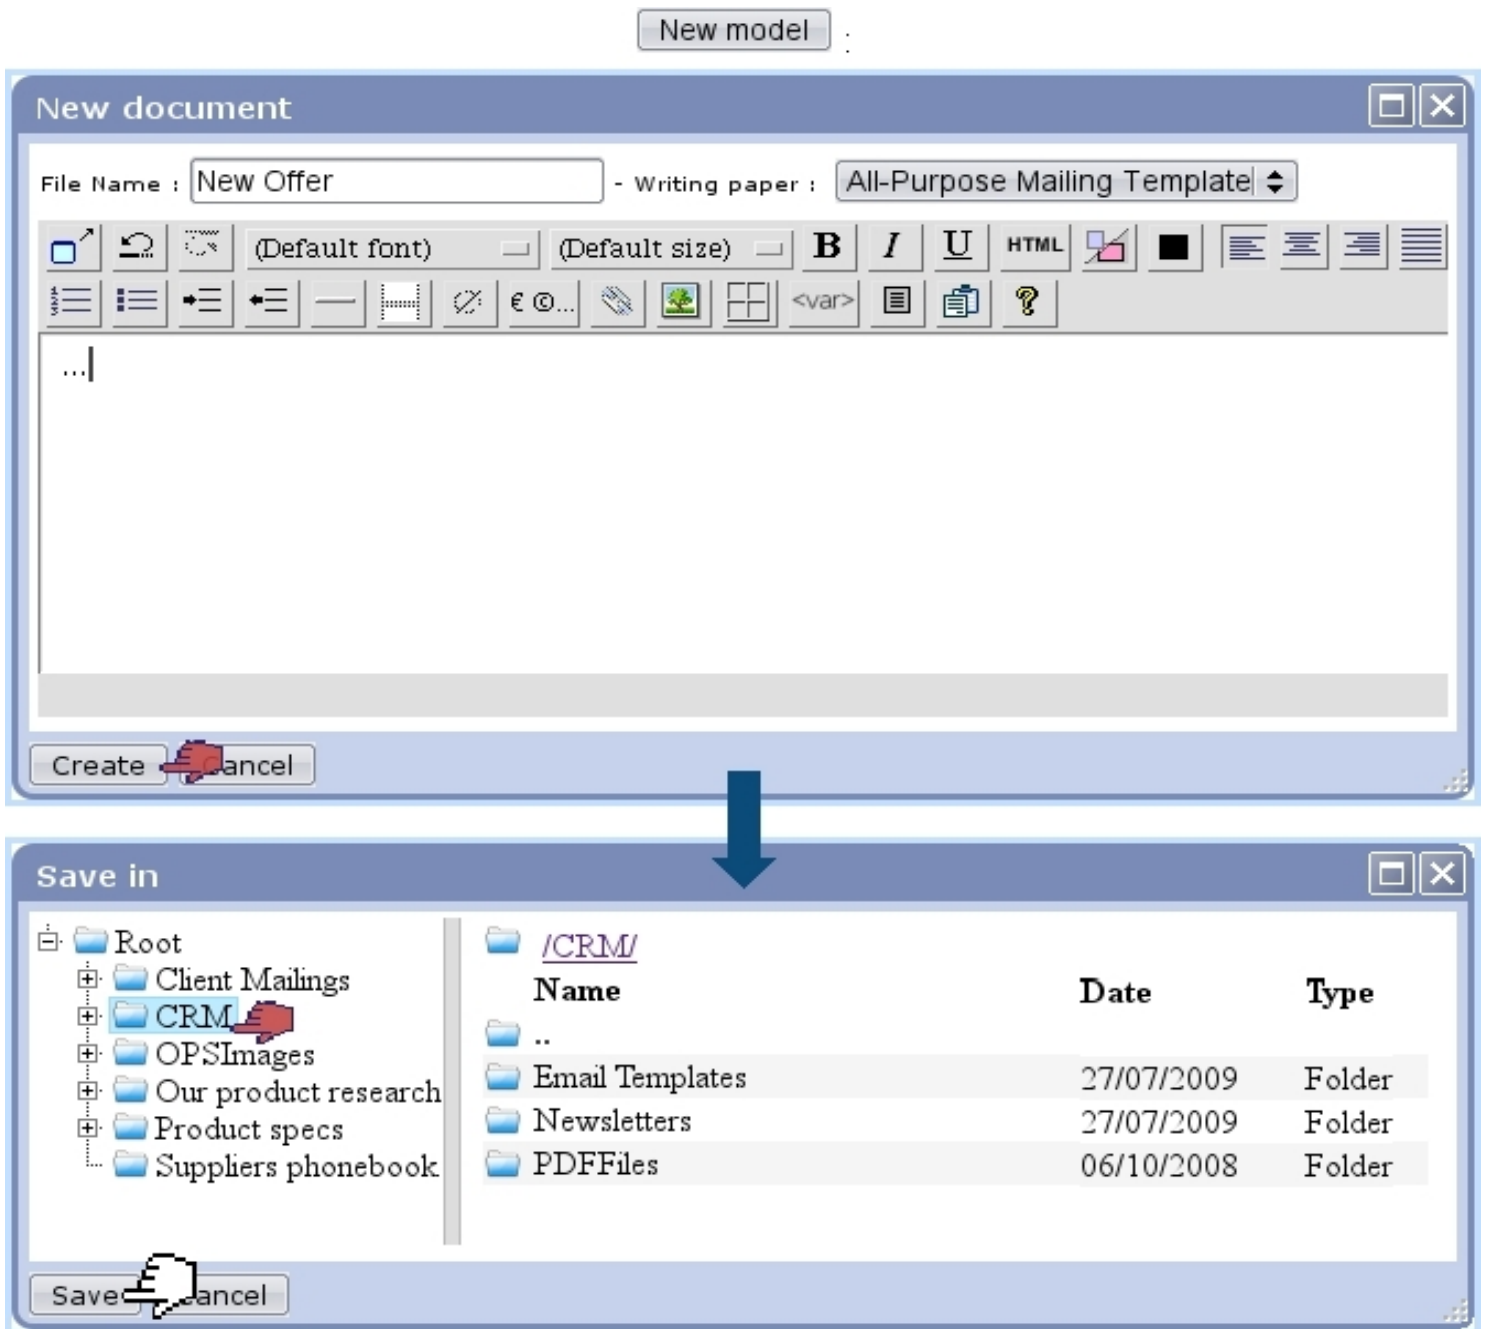 New model :
New document
File Name : New Offer - Writing paper : All-Purpose Mailing Template
(Default font) (Default size) B I U HTML
€ ©... <var> ?
...
Create Cancel
Save in
Root
Client Mailings
CRM
OPSImages
Our product research
Product specs
Suppliers phonebook
/CRM/
Name Date Type
..
Email Templates 27/07/2009 Folder
Newsletters 27/07/2009 Folder
PDFFiles 06/10/2008 Folder
Save Cancel